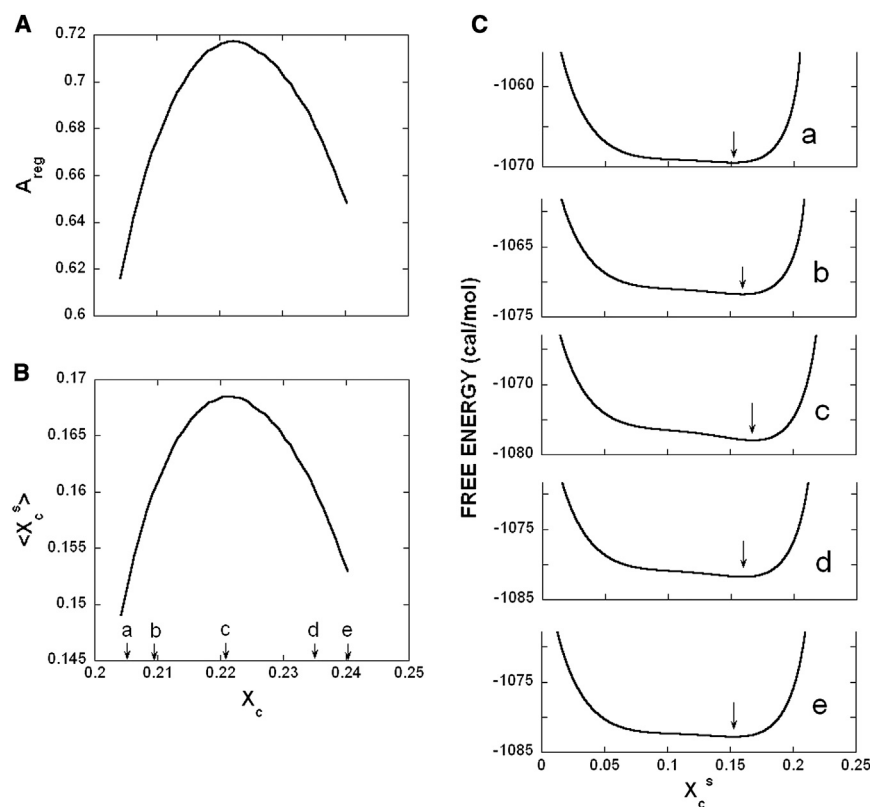 A
0.72
0.7
0.68
0.66
0.64
0.62
0.6
A_reg
B
0.17
0.165
0.16
0.155
0.15
0.145
<X_c^s>
a b c d e
0.2 0.21 0.22 0.23 0.24 0.25
X_c
C
FREE ENERGY (cal/mol)
-1060
-1070
a
-1065
-1075
b
-1070
-1080
c
-1075
-1085
d
-1075
-1085
e
0 0.05 0.1 0.15 0.2 0.25
X_c^s